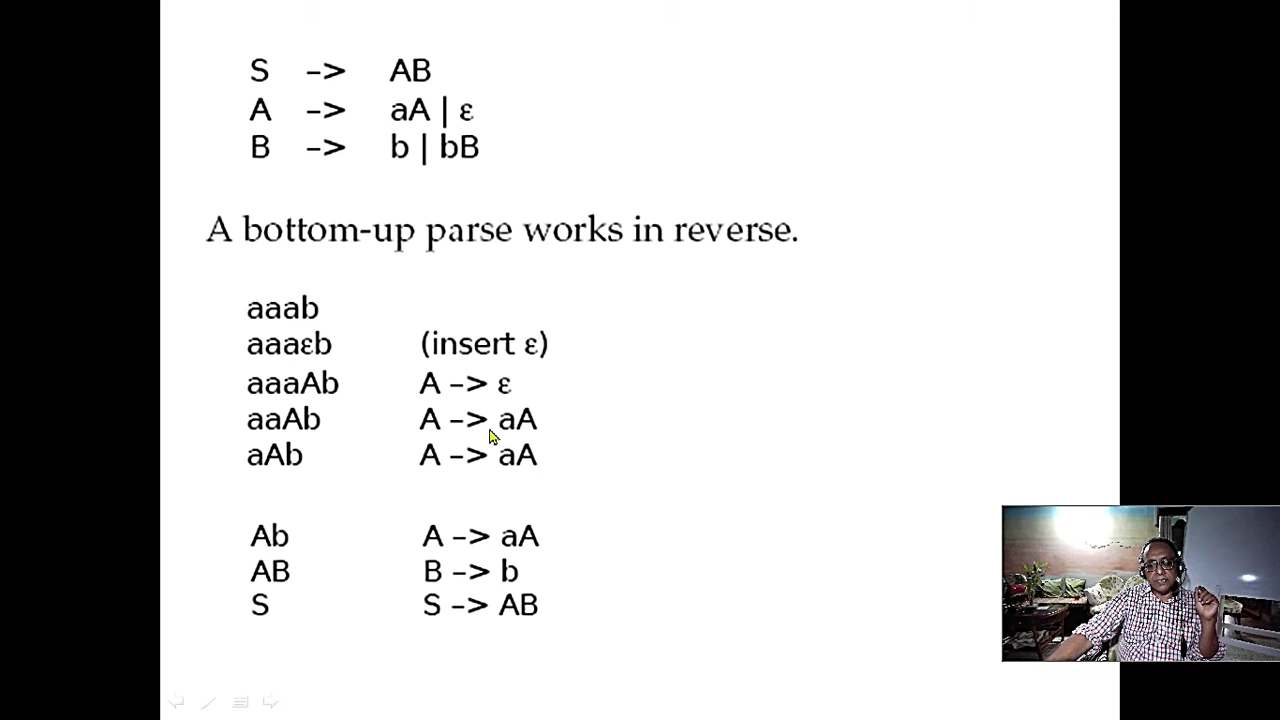 S –> AB
A –> aA | ε
B –> b | bB
A bottom-up parse works in reverse.
aaab
aaaεb (insert ε)
aaaAb A –> ε
aaAb A –> aA
aAb A –> aA
Ab A –> aA
AB B –> b
S S –> AB